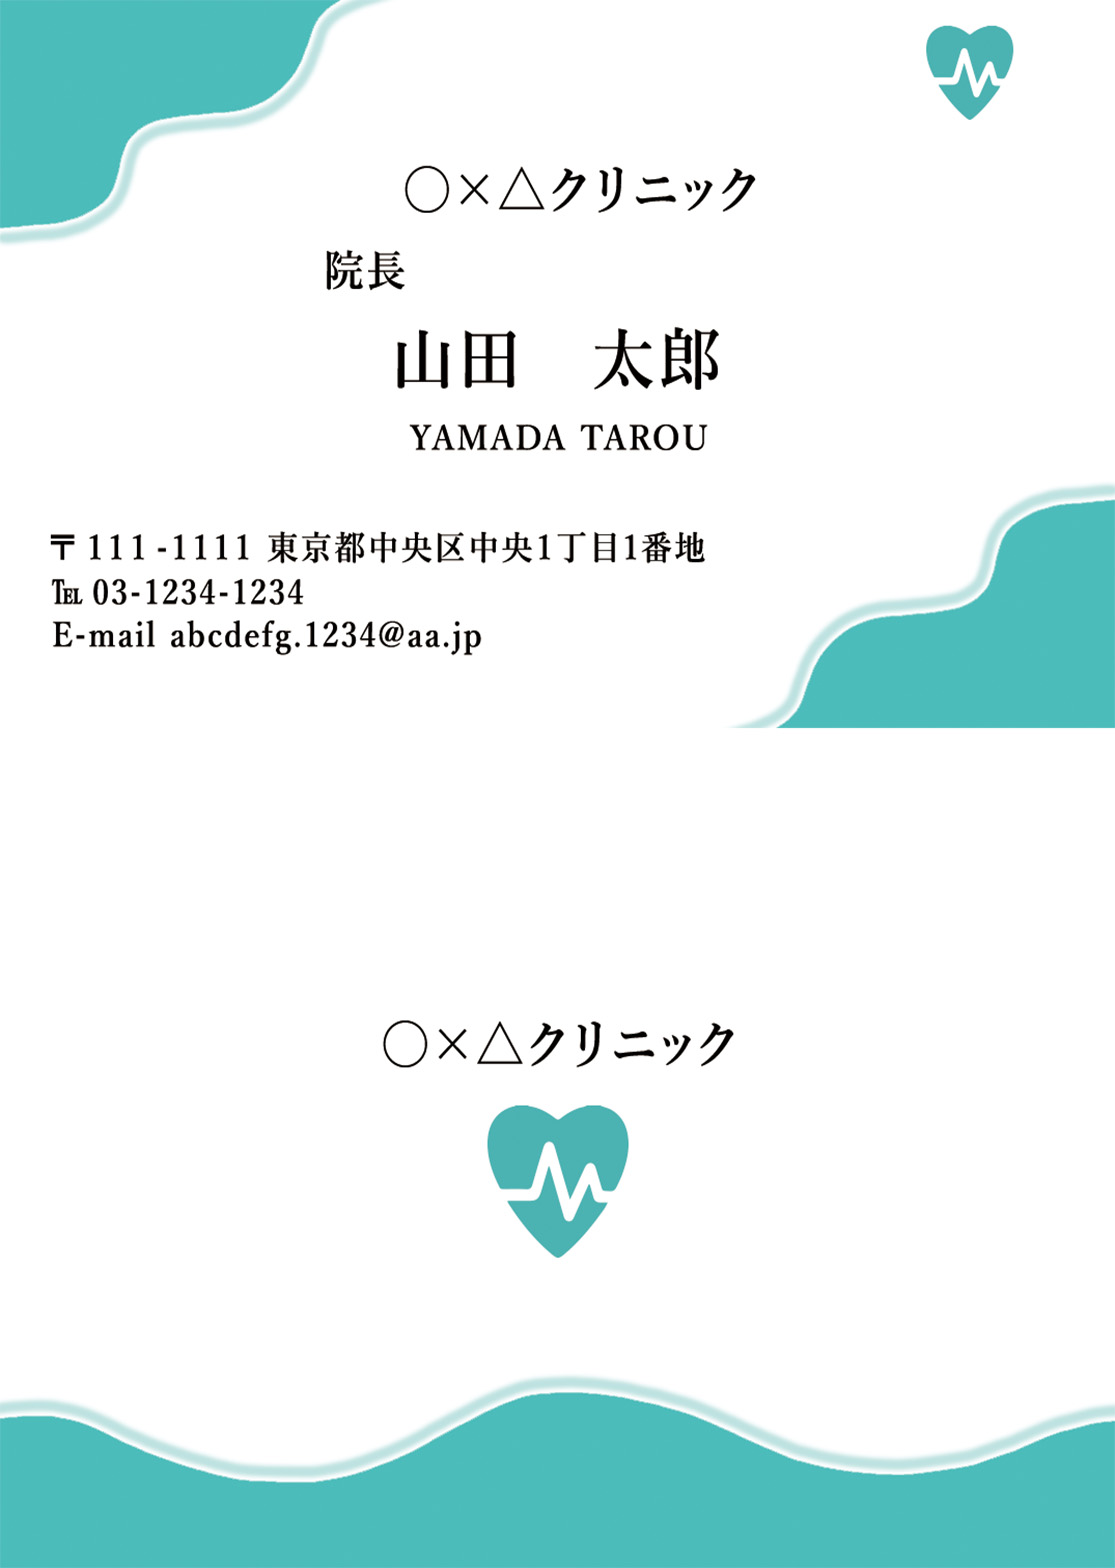 ○×△クリニック
院長
山田　太郎
YAMADA TAROU
〒111-1111 東京都中央区中央1丁目1番地
℡ 03-1234-1234
E-mail abcdefg.1234@aa.jp
○×△クリニック